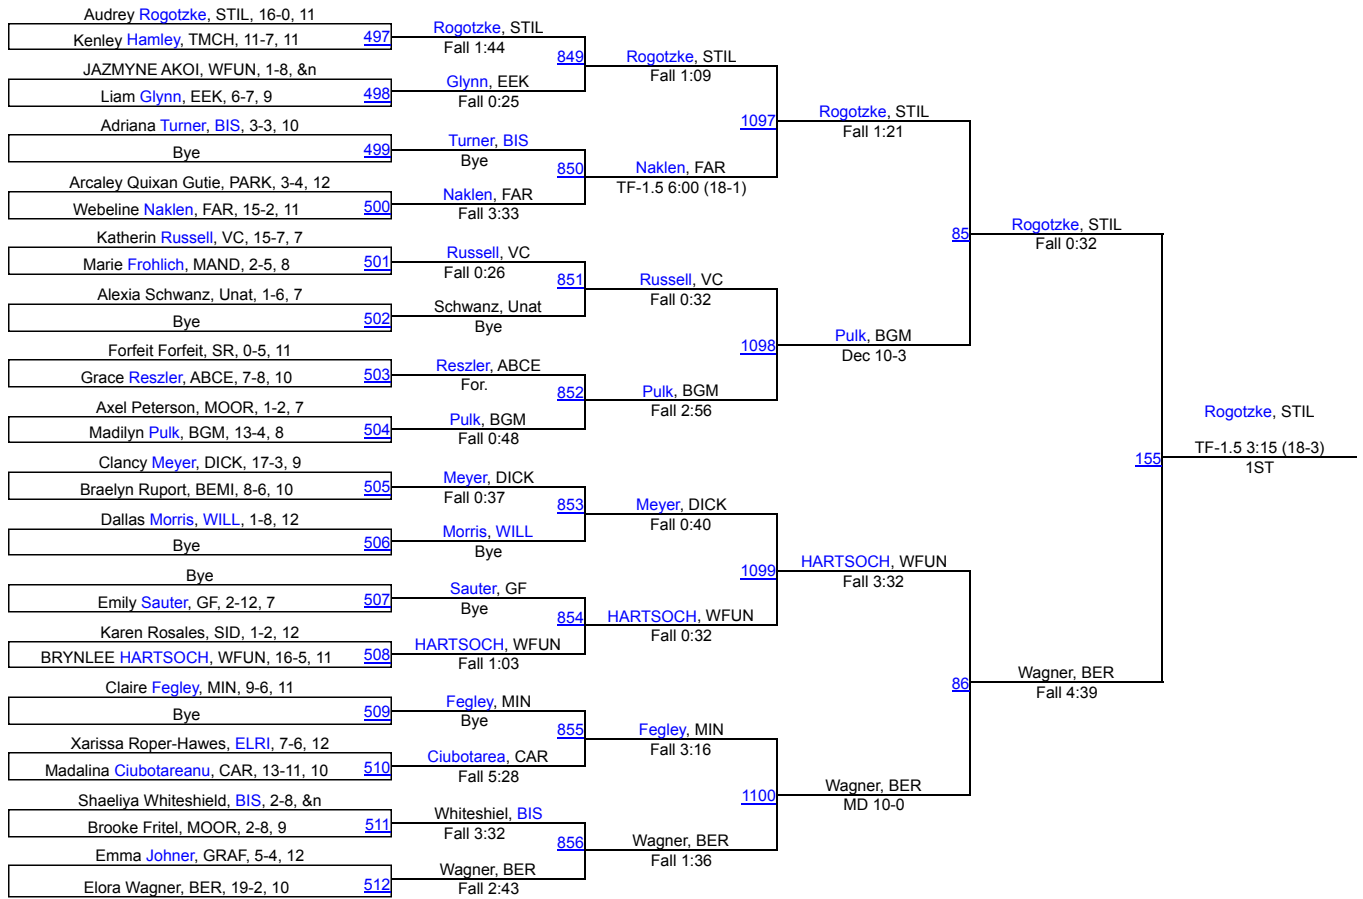 Audrey Rogotzke, STIL, 16-0, 11
Kenley Hamley, TMCH, 11-7, 11
497
JAZMYNE AKOI, WFUN, 1-8, &n
Liam Glynn, EEK, 6-7, 9
498
Adriana Turner, BIS, 3-3, 10
Bye
499
Arcaley Quixan Gutie, PARK, 3-4, 12
Webeline Naklen, FAR, 15-2, 11
500
Katherin Russell, VC, 15-7, 7
Marie Frohlich, MAND, 2-5, 8
501
Alexia Schwanz, Unat, 1-6, 7
Bye
502
Forfeit Forfeit, SR, 0-5, 11
Grace Reszler, ABCE, 7-8, 10
503
Axel Peterson, MOOR, 1-2, 7
Madilyn Pulk, BGM, 13-4, 8
504
Clancy Meyer, DICK, 17-3, 9
Braelyn Ruport, BEMI, 8-6, 10
505
Dallas Morris, WILL, 1-8, 12
Bye
506
Bye
Emily Sauter, GF, 2-12, 7
507
Karen Rosales, SID, 1-2, 12
BRYNLEE HARTSOCH, WFUN, 16-5, 11
508
Claire Fegley, MIN, 9-6, 11
Bye
509
Xarissa Roper-Hawes, ELRI, 7-6, 12
Madalina Ciubotareanu, CAR, 13-11, 10
510
Shaeliya Whiteshield, BIS, 2-8, &n
Brooke Fritel, MOOR, 2-8, 9
511
Emma Johner, GRAF, 5-4, 12
Elora Wagner, BER, 19-2, 10
512
Rogotzke, STIL
Fall 1:44
849
Glynn, EEK
Fall 0:25
Turner, BIS
Bye
850
Naklen, FAR
Fall 3:33
Russell, VC
Fall 0:26
851
Schwanz, Unat
Bye
Reszler, ABCE
For.
852
Pulk, BGM
Fall 0:48
Meyer, DICK
Fall 0:37
853
Morris, WILL
Bye
Sauter, GF
Bye
854
HARTSOCH, WFUN
Fall 1:03
Fegley, MIN
Bye
855
Ciubotarea, CAR
Fall 5:28
Whiteshiel, BIS
Fall 3:32
856
Wagner, BER
Fall 2:43
Rogotzke, STIL
Fall 1:09
1097
Naklen, FAR
TF-1.5 6:00 (18-1)
Russell, VC
Fall 0:32
1098
Pulk, BGM
Fall 2:56
Meyer, DICK
Fall 0:40
1099
HARTSOCH, WFUN
Fall 0:32
Fegley, MIN
Fall 3:16
1100
Wagner, BER
Fall 1:36
Rogotzke, STIL
Fall 1:21
85
Pulk, BGM
Dec 10-3
HARTSOCH, WFUN
Fall 3:32
86
Wagner, BER
MD 10-0
Rogotzke, STIL
Fall 0:32
155
Wagner, BER
Fall 4:39
Rogotzke, STIL
TF-1.5 3:15 (18-3)
1ST